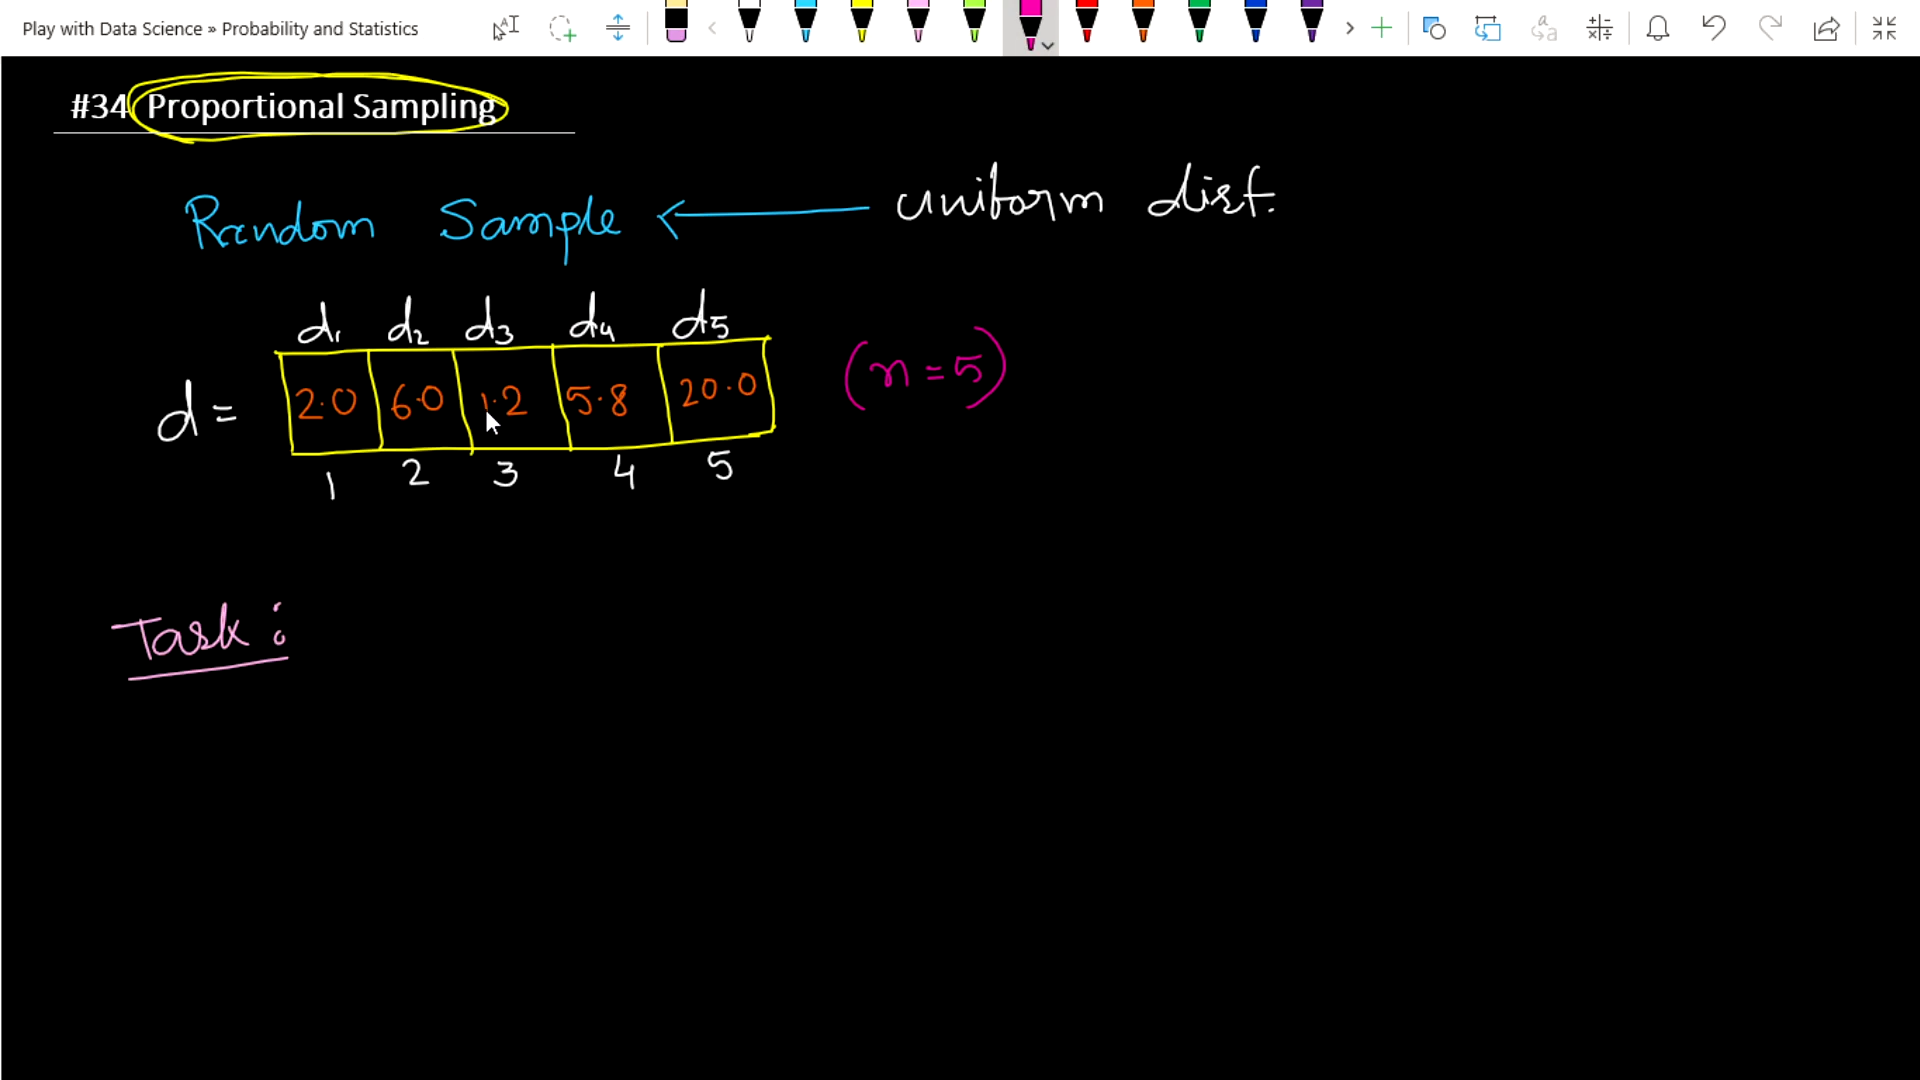 Play with Data Science » Probability and Statistics
#34 Proportional Sampling
Random Sample ← uniform dist.
d1 d2 d3 d4 d5
d = 2.0 6.0 1.2 5.8 20.0 (n = 5)
1 2 3 4 5
Task :